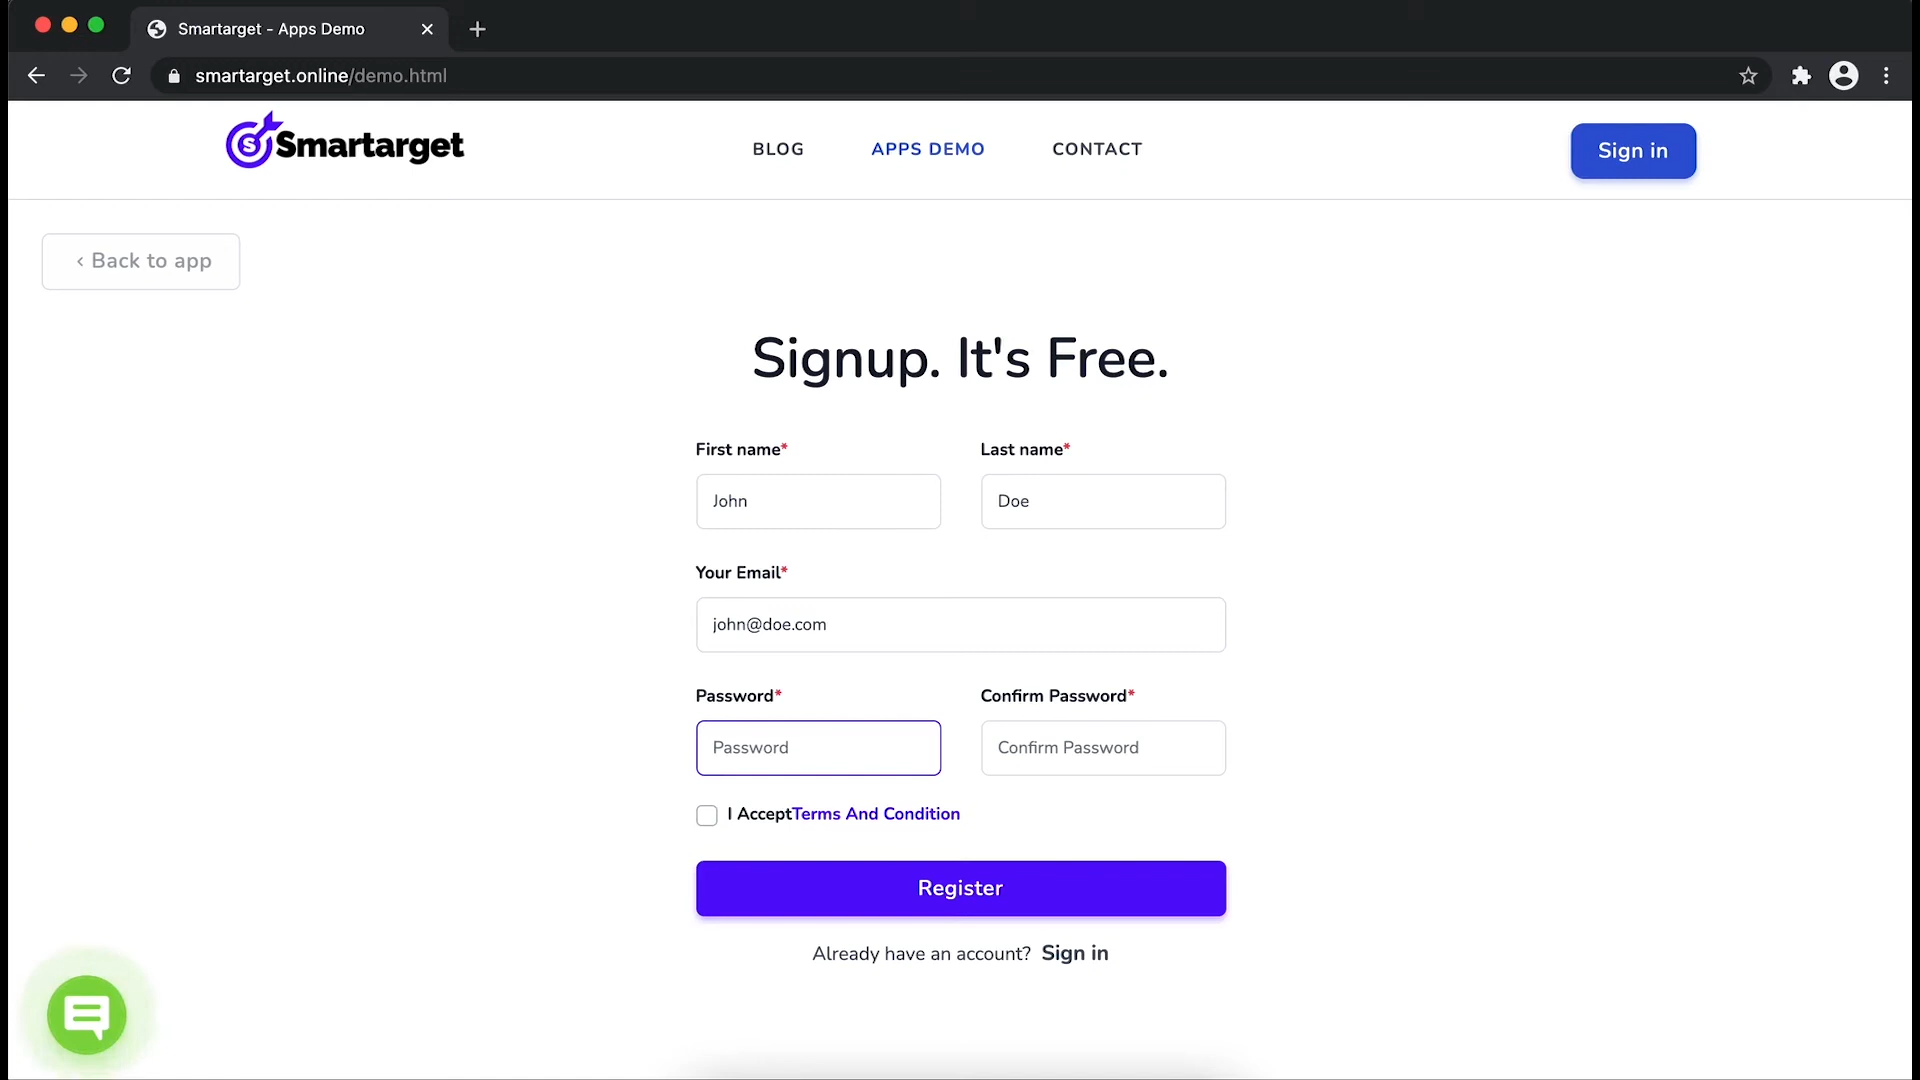 Smartarget - Apps Demo
smartarget.online/demo.html
Smartarget
BLOG
APPS DEMO
CONTACT
Sign in
‹ Back to app
Signup. It's Free.
First name*
Last name*
John
Doe
Your Email*
john@doe.com
Password*
Confirm Password*
Password
Confirm Password
I AcceptTerms And Condition
Register
Already have an account? Sign in